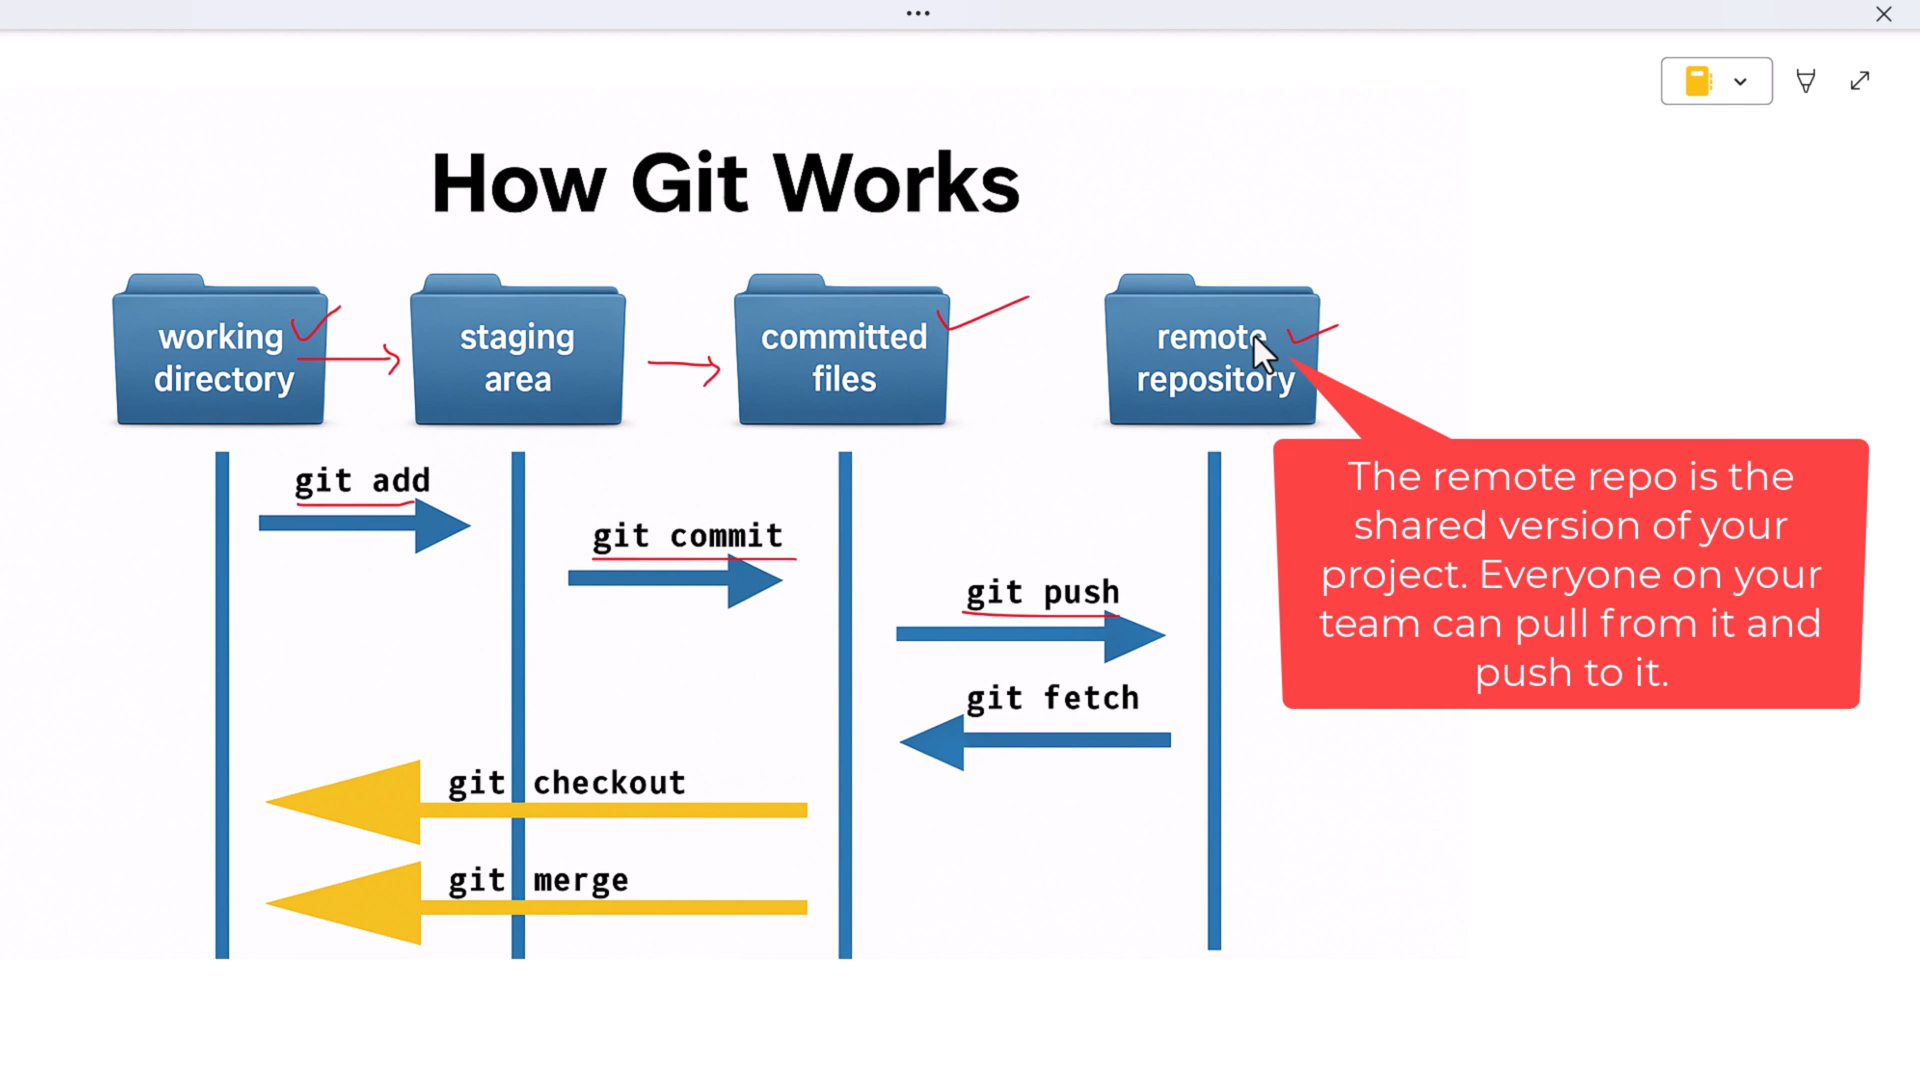 How Git Works
working
directory
staging
area
committed
files
remote
repository
git add
git commit
git push
git fetch
git checkout
git merge
The remote repo is the
shared version of your
project. Everyone on your
team can pull from it and
push to it.